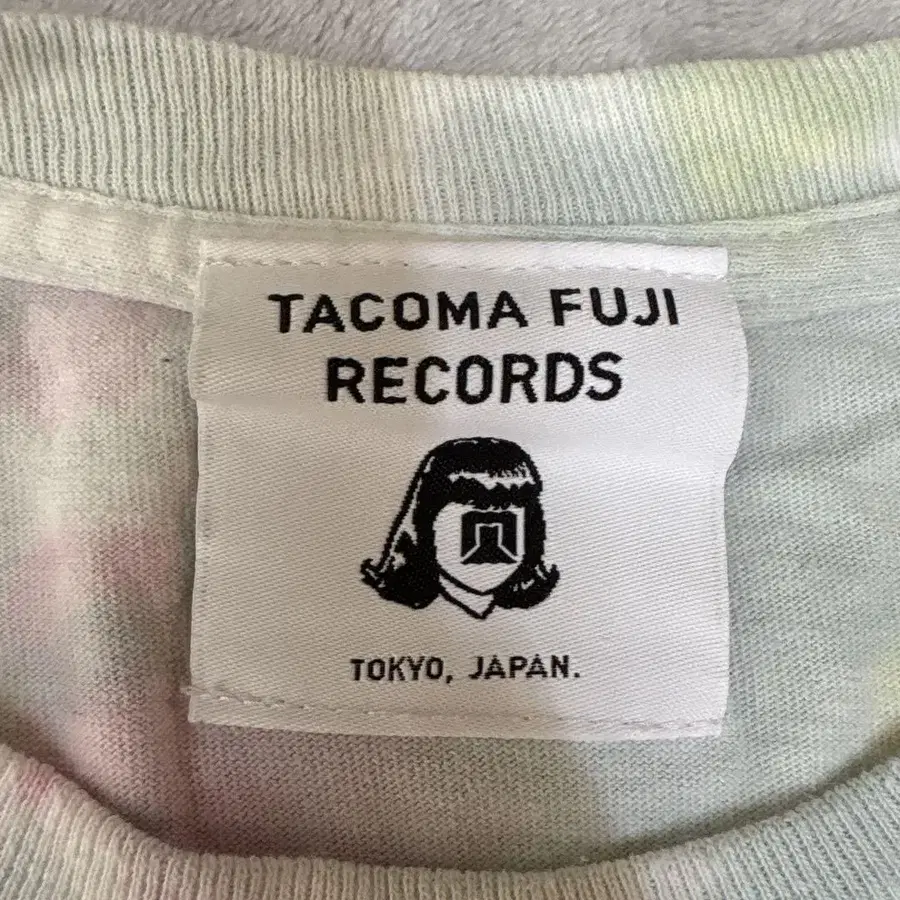 TACOMA FUJI
RECORDS
TOKYO, JAPAN.